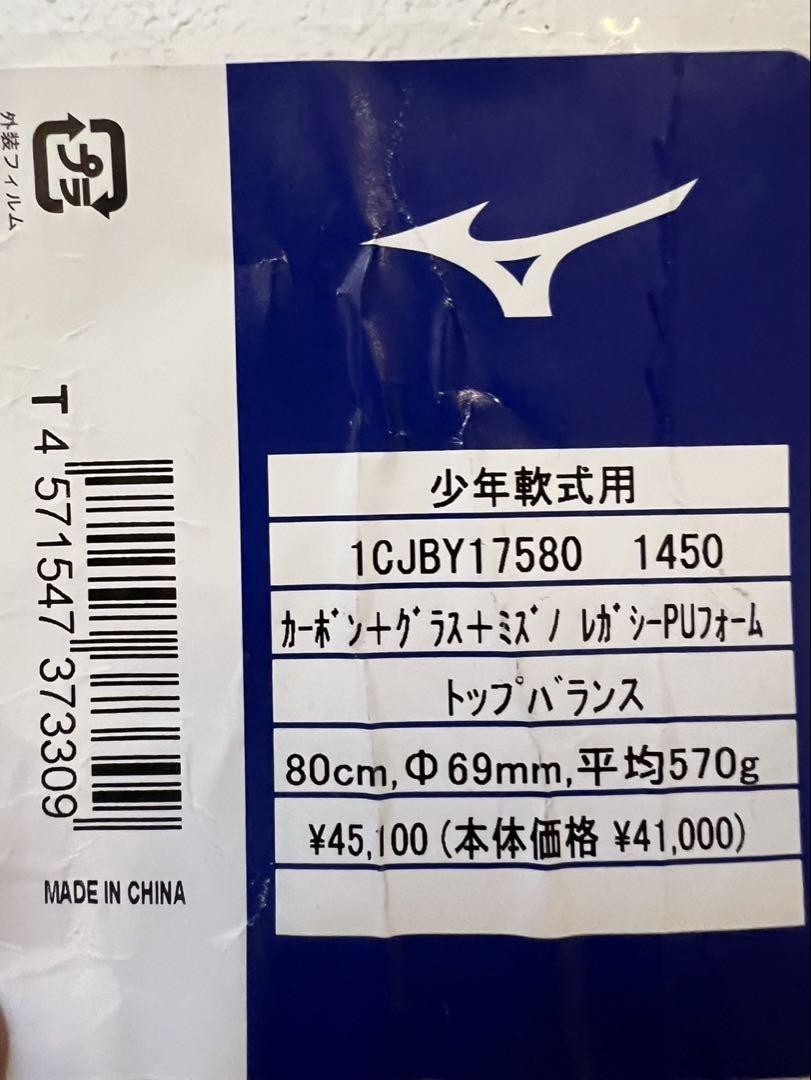 外装フィルム
プラ
T 4 571547 373309
MADE IN CHINA
少年軟式用
1CJBY17580 1450
ｶｰﾎﾞﾝ+ｸﾞﾗｽ+ﾐｽﾞﾉ ﾚｶﾞｼｰPUﾌｫｰﾑ
ﾄｯﾌﾟﾊﾞﾗﾝｽ
80cm,Φ69mm,平均570g
¥45,100(本体価格 ¥41,000)